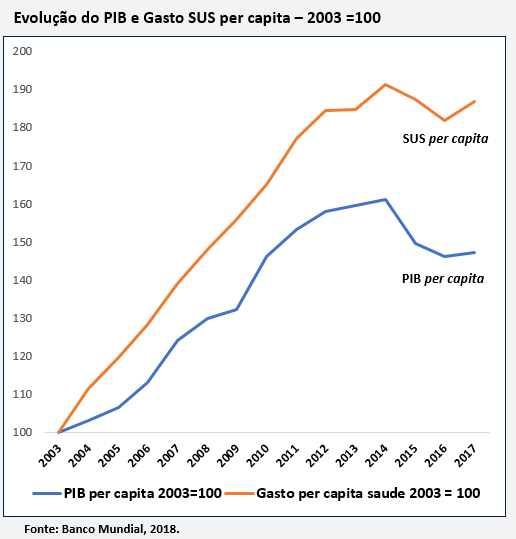 Evolução do PIB e Gasto SUS per capita – 2003 =100
200
190
180
170
160
150
140
130
120
110
100
SUS per capita
PIB per capita
2003 2004 2005 2006 2007 2008 2009 2010 2011 2012 2013 2014 2015 2016 2017
PIB per capita 2003=100 Gasto per capita saude 2003 = 100
Fonte: Banco Mundial, 2018.